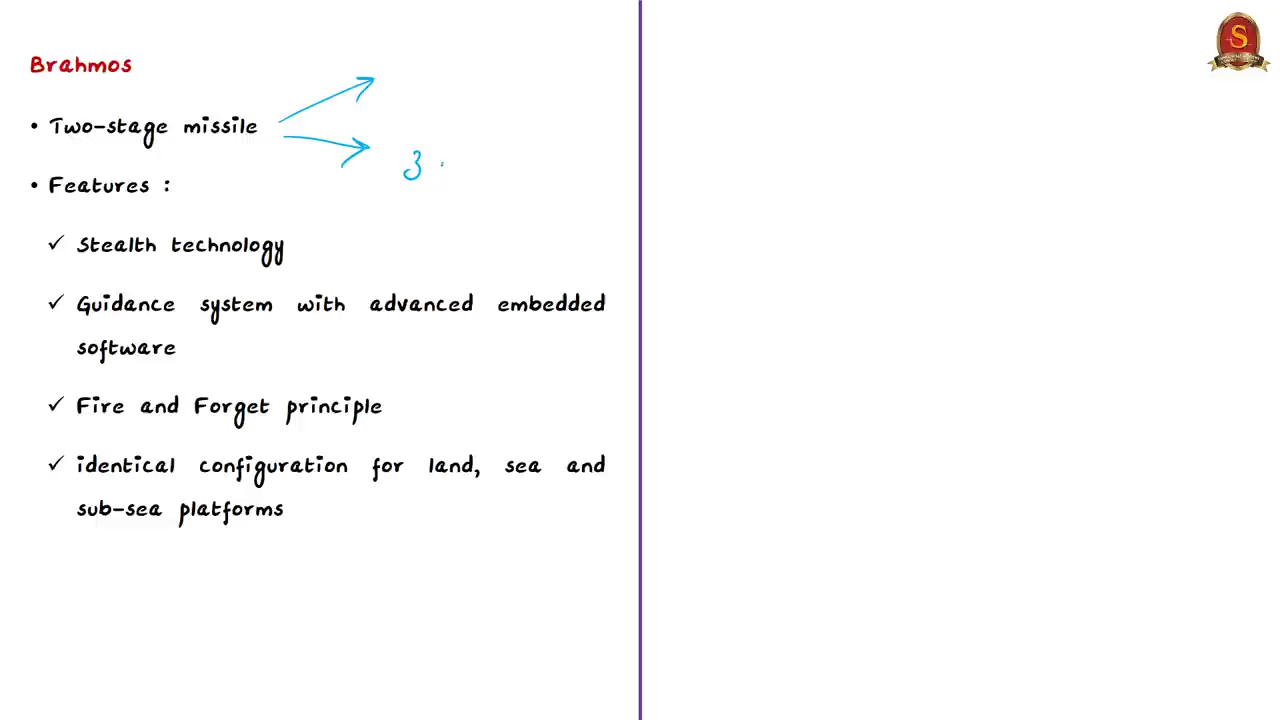 Brahmos
• Two-stage missile
3
• Features :
✓ Stealth technology
✓ Guidance system with advanced embedded
software
✓ Fire and Forget principle
✓ identical configuration for land, sea and
sub-sea platforms
S